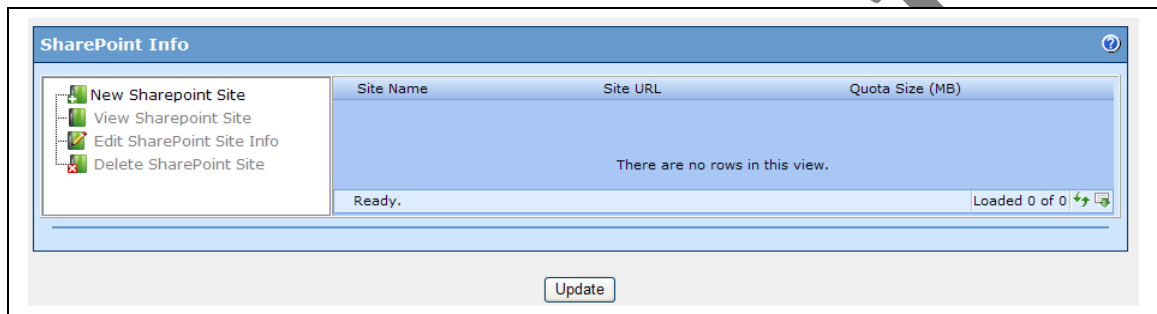 SharePoint Info
New Sharepoint Site
View Sharepoint Site
Edit SharePoint Site Info
Delete SharePoint Site
Site Name Site URL Quota Size (MB)
There are no rows in this view.
Ready. Loaded 0 of 0
Update